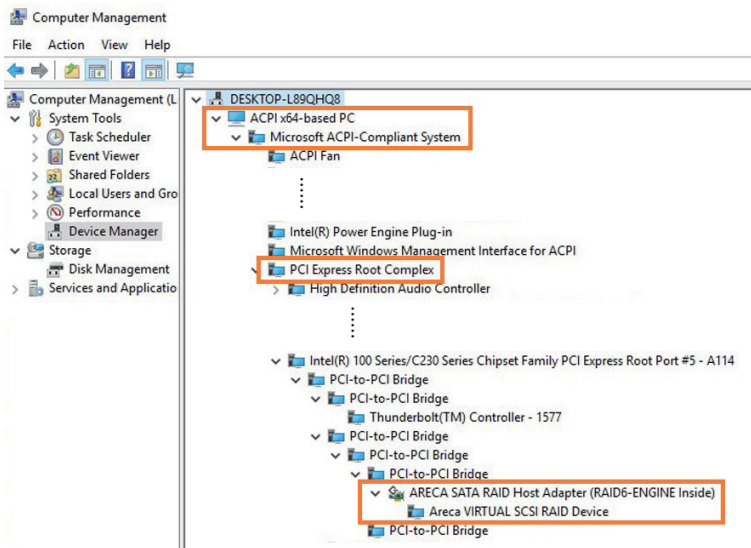 Computer Management
File Action View Help
Computer Management (L
System Tools
Task Scheduler
Event Viewer
Shared Folders
Local Users and Gro
Performance
Device Manager
Storage
Disk Management
Services and Applicatio
DESKTOP-L89QHQ8
ACPI x64-based PC
Microsoft ACPI-Compliant System
ACPI Fan
Intel(R) Power Engine Plug-in
Microsoft Windows Management Interface for ACPI
PCI Express Root Complex
High Definition Audio Controller
Intel(R) 100 Series/C230 Series Chipset Family PCI Express Root Port #5 - A114
PCI-to-PCI Bridge
PCI-to-PCI Bridge
Thunderbolt(TM) Controller - 1577
PCI-to-PCI Bridge
PCI-to-PCI Bridge
PCI-to-PCI Bridge
ARECA SATA RAID Host Adapter (RAID6-ENGINE Inside)
Areca VIRTUAL SCSI RAID Device
PCI-to-PCI Bridge